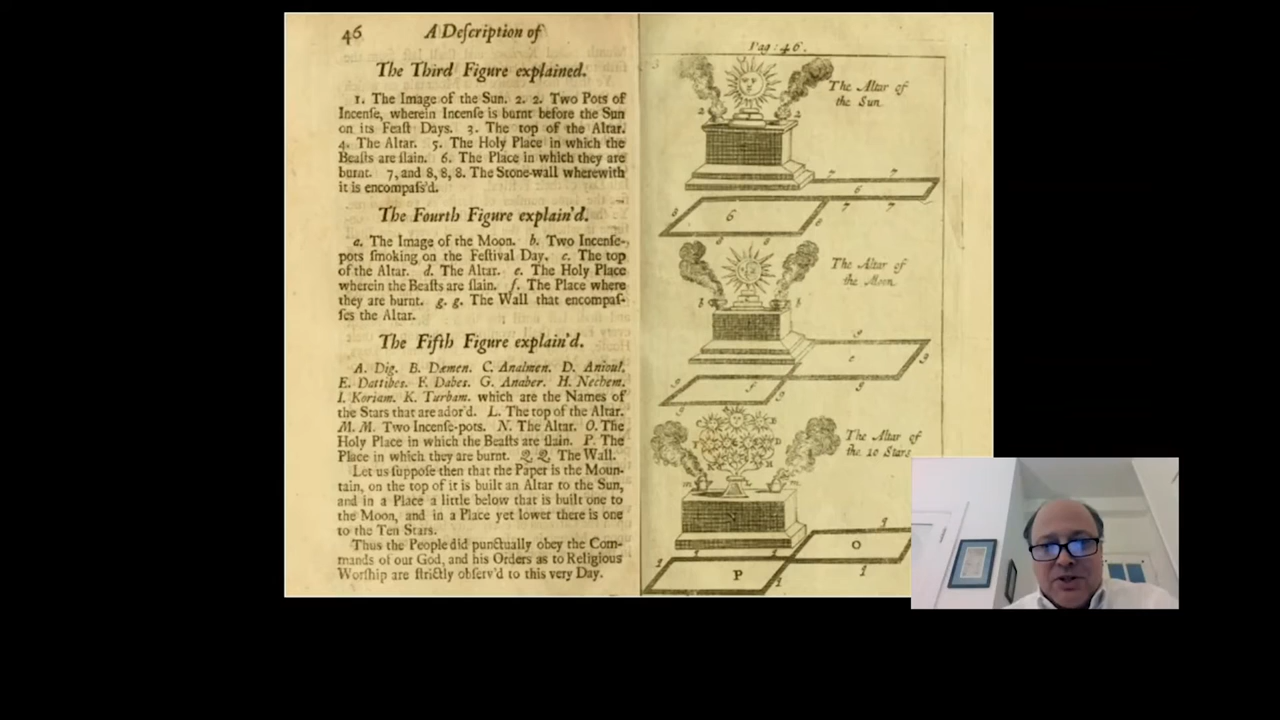 46 A Deſcription of
The Third Figure explained.
1. The Image of the Sun. 2. 2. Two Pots of
Incenſe, wherein Incenſe is burnt before the Sun
on its Feaſt Days. 3. The top of the Altar.
4. The Altar. 5. The Holy Place in which the
Beaſts are ſlain. 6. The Place in which they are
burnt. 7, and 8, 8, 8. The Stone-wall wherewith
it is encompaſs'd.
The Fourth Figure explain'd.
a. The Image of the Moon. b. Two Incenſe-
pots ſmoking on the Feſtival Day. c. The top
of the Altar. d. The Altar. e. The Holy Place
wherein the Beaſts are ſlain. f. The Place where
they are burnt. g. g. The Wall that encompaſ-
ſes the Altar.
The Fifth Figure explain'd.
A. Dig. B. Dæmen. C. Analmen. D. Anioul.
E. Dattibes. F. Dabes. G. Anaber. H. Nechem.
I. Koriam. K. Turbam. which are the Names of
the Stars that are ador'd. L. The top of the Altar.
M. M. Two Incenſe-pots. N. The Altar. O. The
Holy Place in which the Beaſts are ſlain. P. The
Place in which they are burnt. Q. Q. The Wall.
Let us ſuppoſe then that the Paper is the Moun-
tain, on the top of it is built an Altar to the Sun,
and in a Place a little below that is built one to
the Moon, and in a Place yet lower there is one
to the Ten Stars.
Thus the People did punctually obey the Com-
mands of our God, and his Orders as to Religious
Worſhip are ſtrictly obſerv'd to this very Day.
Pag: 46.
The Altar of
the Sun
2 2
7 7
6
7 7
8 6 8
8 8
The Altar of
the Moon
The Altar of
the 10 Stars
O
P